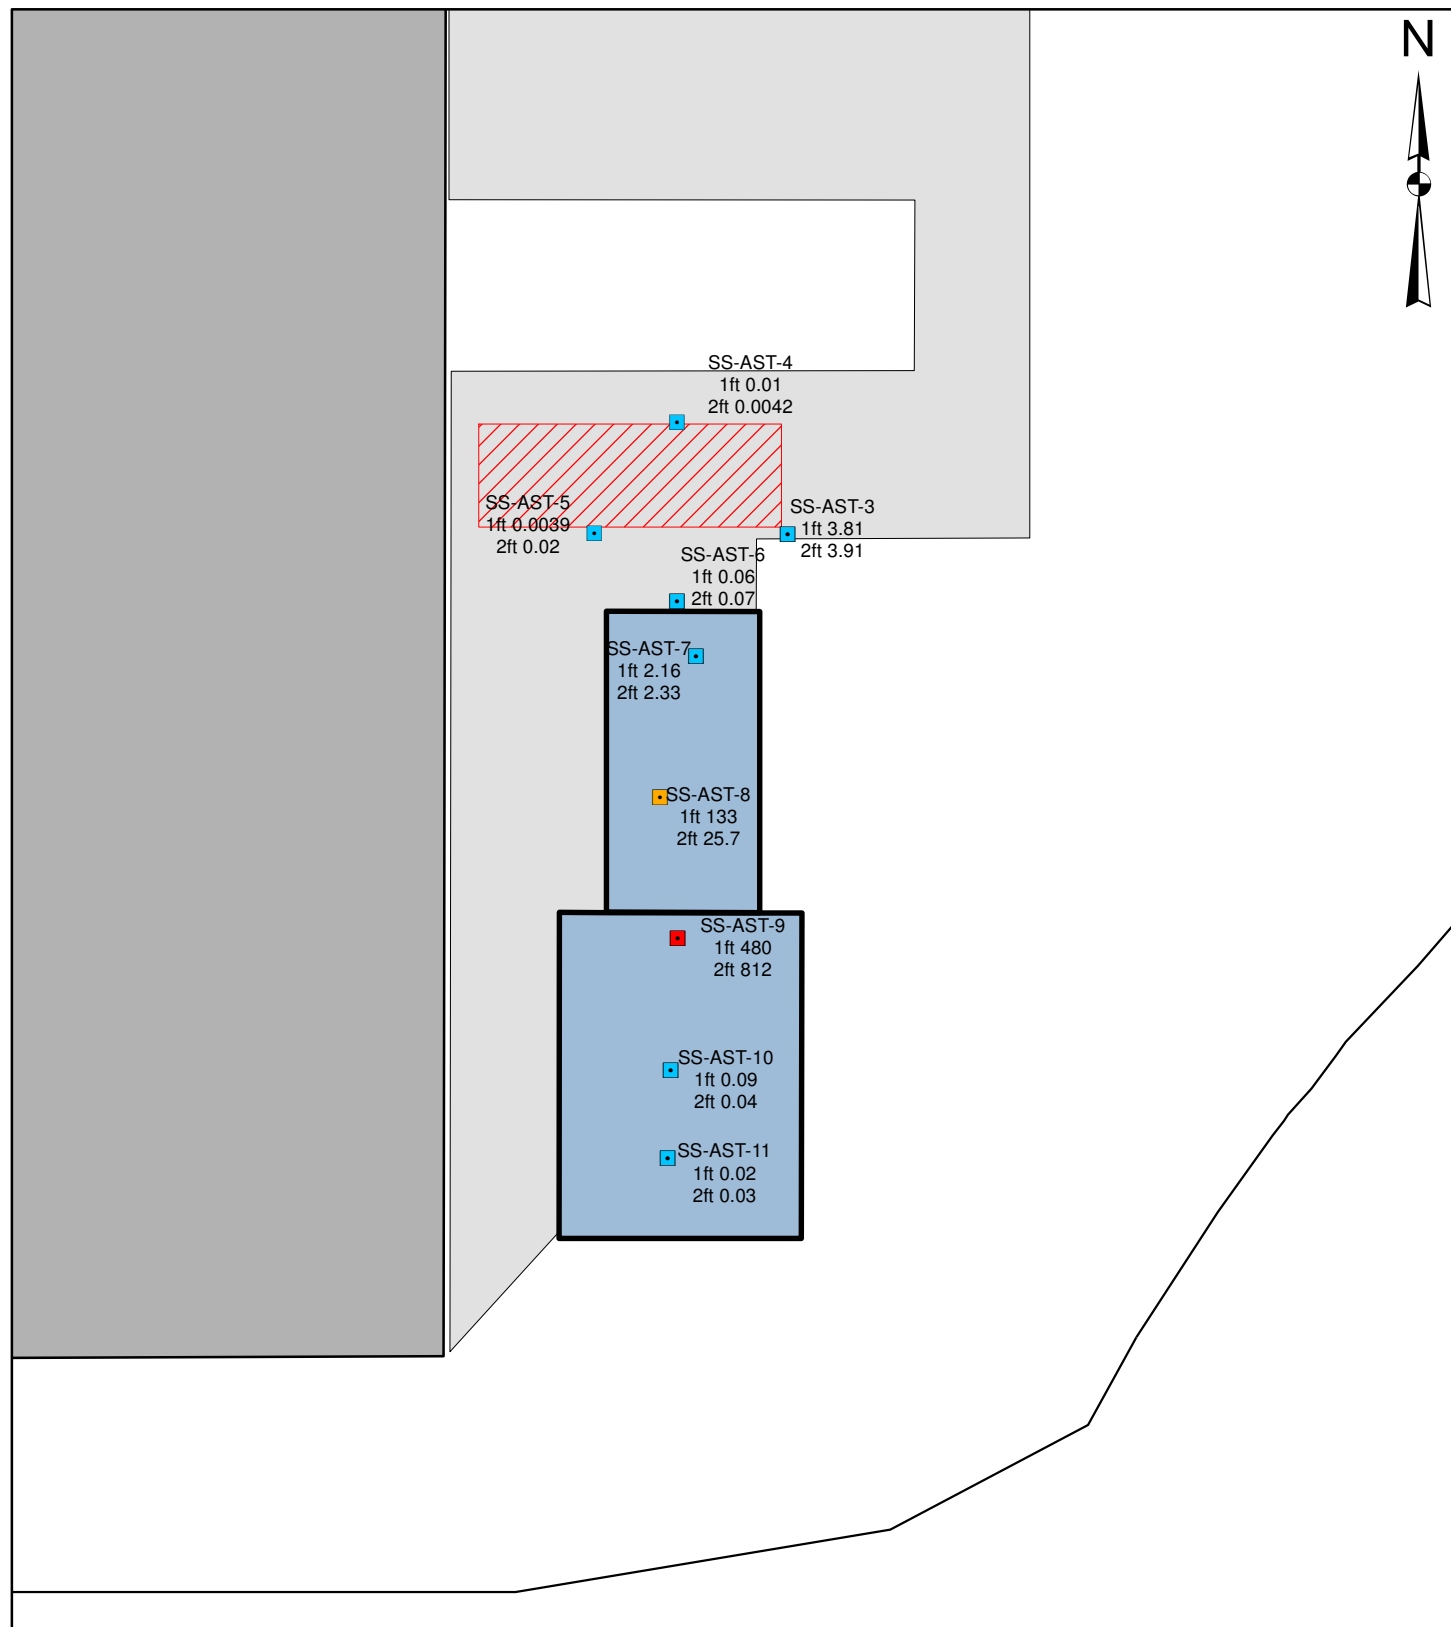 N
SS-AST-4
1ft 0.01
2ft 0.0042
SS-AST-5
1ft 0.0039
2ft 0.02
SS-AST-3
1ft 3.81
2ft 3.91
SS-AST-6
1ft 0.06
2ft 0.07
SS-AST-7
1ft 2.16
2ft 2.33
SS-AST-8
1ft 133
2ft 25.7
SS-AST-9
1ft 480
2ft 812
SS-AST-10
1ft 0.09
2ft 0.04
SS-AST-11
1ft 0.02
2ft 0.03